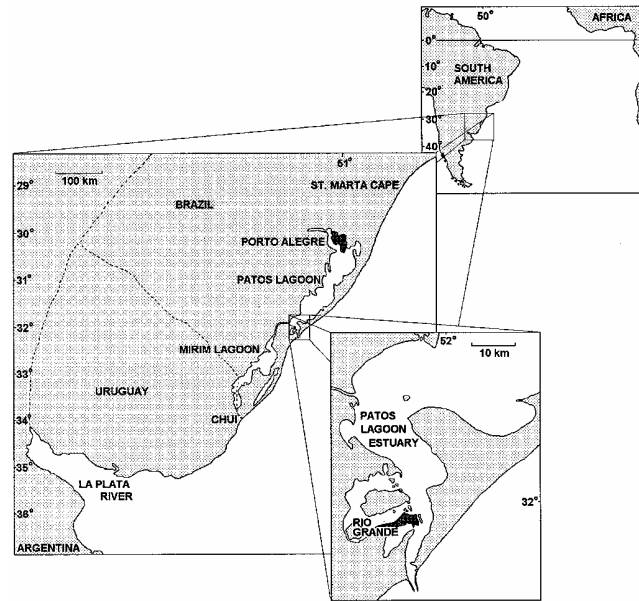 50°
AFRICA
0°
10°
SOUTH
AMERICA
20°
30°
40°
51°
100 km
ST. MARTA CAPE
29°
BRAZIL
30°
PORTO ALEGRE
31°
PATOS LAGOON
32°
MIRIM LAGOON
33°
URUGUAY
34°
CHUI
35°
LA PLATA
RIVER
36°
ARGENTINA
52°
10 km
PATOS
LAGOON
ESTUARY
32°
RIO
GRANDE